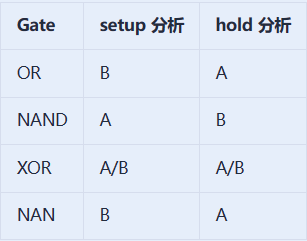 Gate setup 分析 hold 分析
OR B A
NAND A B
XOR A/B A/B
NAN B A